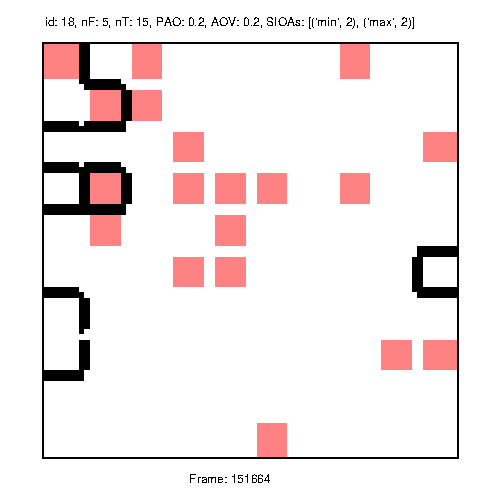 id: 18, nF: 5, nT: 15, PAO: 0.2, AOV: 0.2, SIOAs: [('min', 2), ('max', 2)]
Frame: 151664